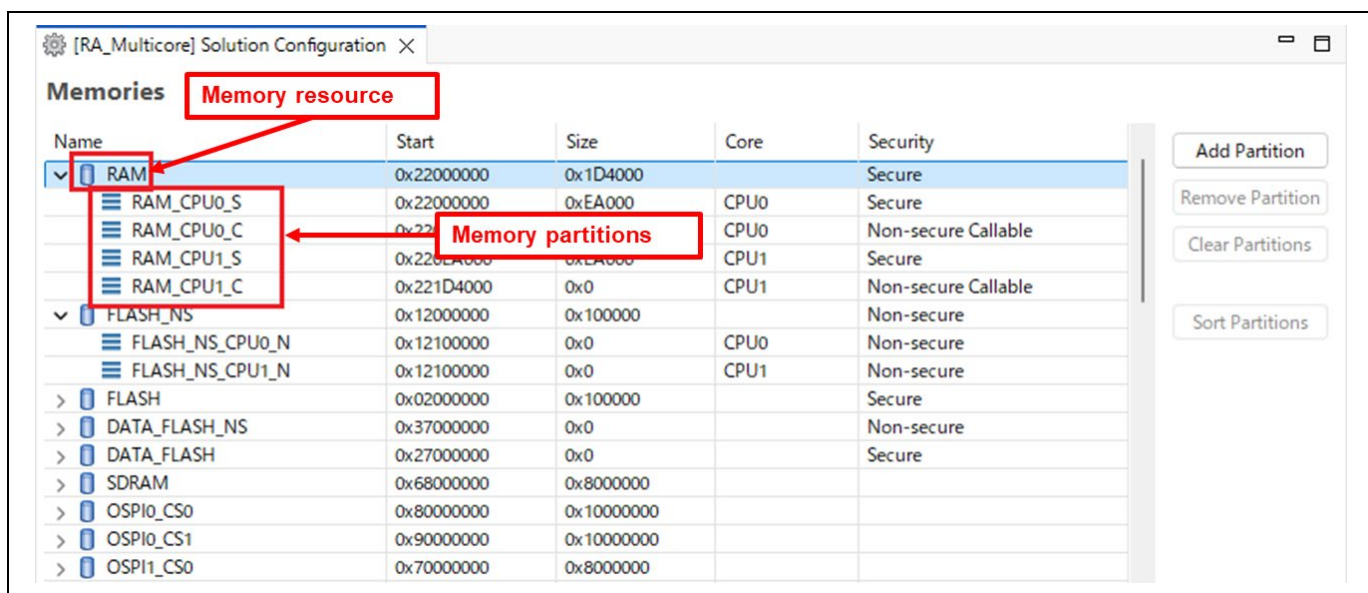 [RA_Multicore] Solution Configuration
Memories
Memory resource
Name Start Size Core Security
RAM 0x22000000 0x1D4000 Secure
RAM_CPU0_S 0x22000000 0xEA000 CPU0 Secure
RAM_CPU0_C CPU0 Non-secure Callable
Memory partitions
RAM_CPU1_S 0x220EA000 0xEA000 CPU1 Secure
RAM_CPU1_C 0x221D4000 0x0 CPU1 Non-secure Callable
FLASH_NS 0x12000000 0x100000 Non-secure
FLASH_NS_CPU0_N 0x12100000 0x0 CPU0 Non-secure
FLASH_NS_CPU1_N 0x12100000 0x0 CPU1 Non-secure
FLASH 0x02000000 0x100000 Secure
DATA_FLASH_NS 0x37000000 0x0 Non-secure
DATA_FLASH 0x27000000 0x0 Secure
SDRAM 0x68000000 0x8000000
OSPI0_CS0 0x80000000 0x10000000
OSPI0_CS1 0x90000000 0x10000000
OSPI1_CS0 0x70000000 0x8000000
Add Partition
Remove Partition
Clear Partitions
Sort Partitions